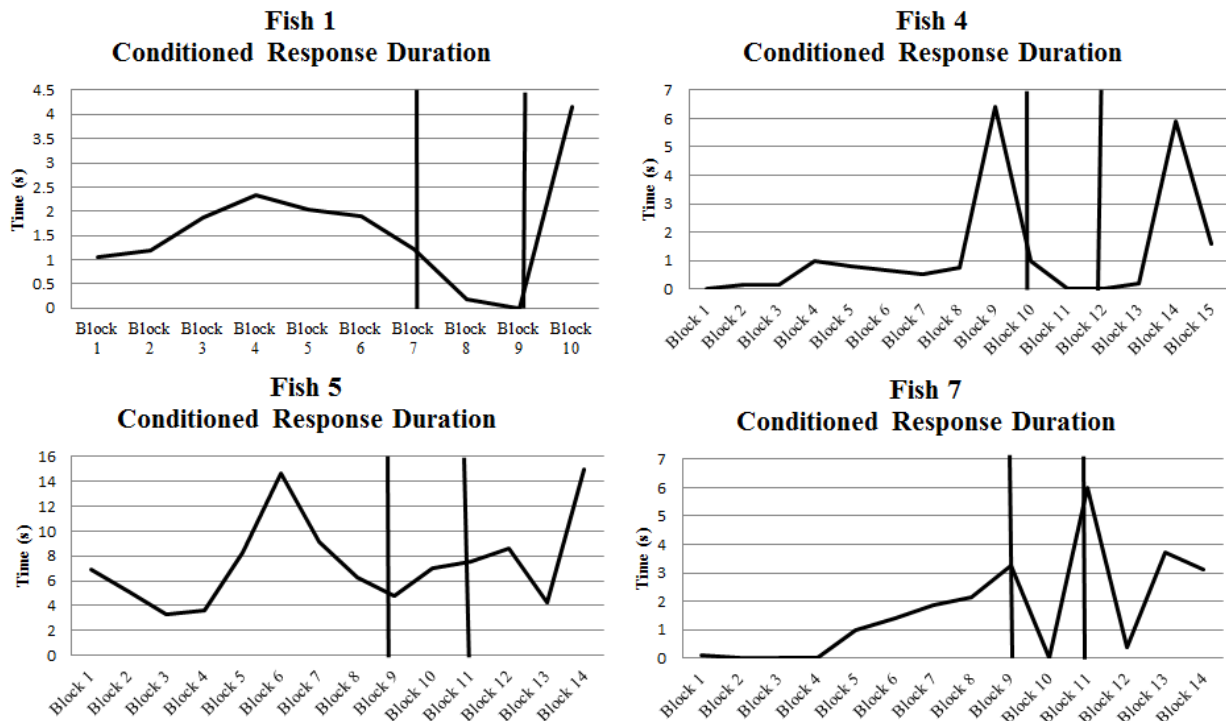 Fish 1
Conditioned Response Duration
Time (s)
4.5
4
3.5
3
2.5
2
1.5
1
0.5
0
Block 1
Block 2
Block 3
Block 4
Block 5
Block 6
Block 7
Block 8
Block 9
Block 10
Fish 4
Conditioned Response Duration
Time (s)
7
6
5
4
3
2
1
0
Block 1
Block 2
Block 3
Block 4
Block 5
Block 6
Block 7
Block 8
Block 9
Block 10
Block 11
Block 12
Block 13
Block 14
Block 15
Fish 5
Conditioned Response Duration
Time (s)
16
14
12
10
8
6
4
2
0
Block 1
Block 2
Block 3
Block 4
Block 5
Block 6
Block 7
Block 8
Block 9
Block 10
Block 11
Block 12
Block 13
Block 14
Fish 7
Conditioned Response Duration
Time (s)
7
6
5
4
3
2
1
0
Block 1
Block 2
Block 3
Block 4
Block 5
Block 6
Block 7
Block 8
Block 9
Block 10
Block 11
Block 12
Block 13
Block 14